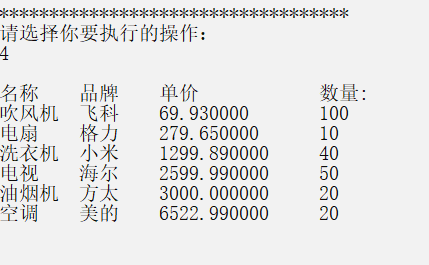 ***********************************
请选择你要执行的操作：
4
名称 品牌 单价 数量:
吹风机 飞科 69.930000 100
电扇 格力 279.650000 10
洗衣机 小米 1299.890000 40
电视 海尔 2599.990000 50
油烟机 方太 3000.000000 20
空调 美的 6522.990000 20